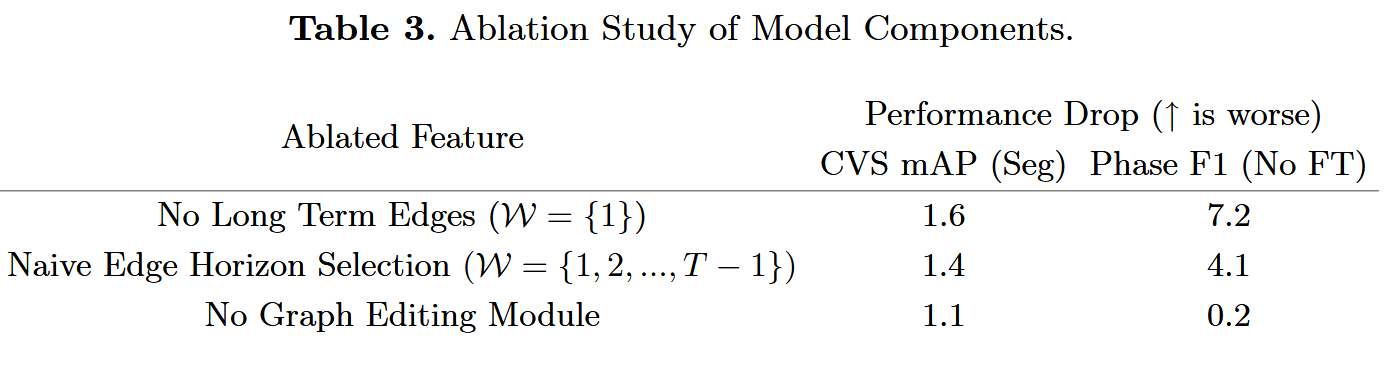 Table 3. Ablation Study of Model Components.
Performance Drop (↑ is worse)
Ablated Feature
CVS mAP (Seg) Phase F1 (No FT)
No Long Term Edges (𝒲 = {1}) 1.6 7.2
Naive Edge Horizon Selection (𝒲 = {1, 2, ..., T − 1}) 1.4 4.1
No Graph Editing Module 1.1 0.2